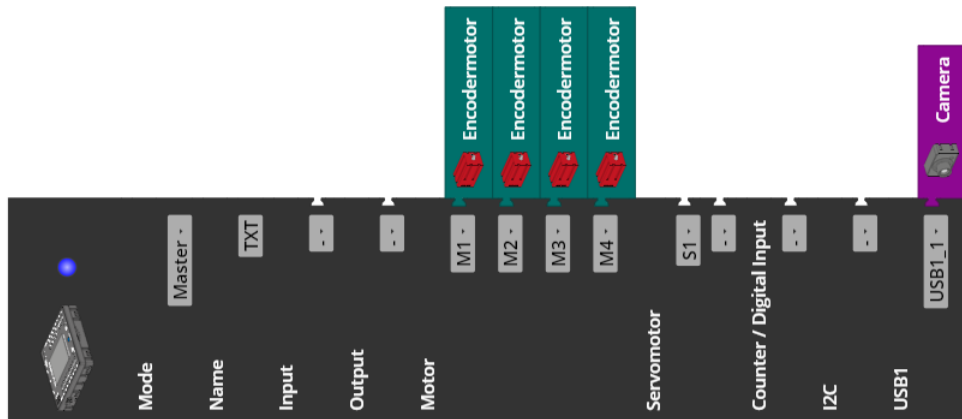 Mode
Master
Name
TXT
Input
-
Output
-
Motor
M1 Encodermotor
M2 Encodermotor
M3 Encodermotor
M4 Encodermotor
Servomotor
S1
-
Counter / Digital Input
-
I2C
-
USB1
USB1_1 Camera